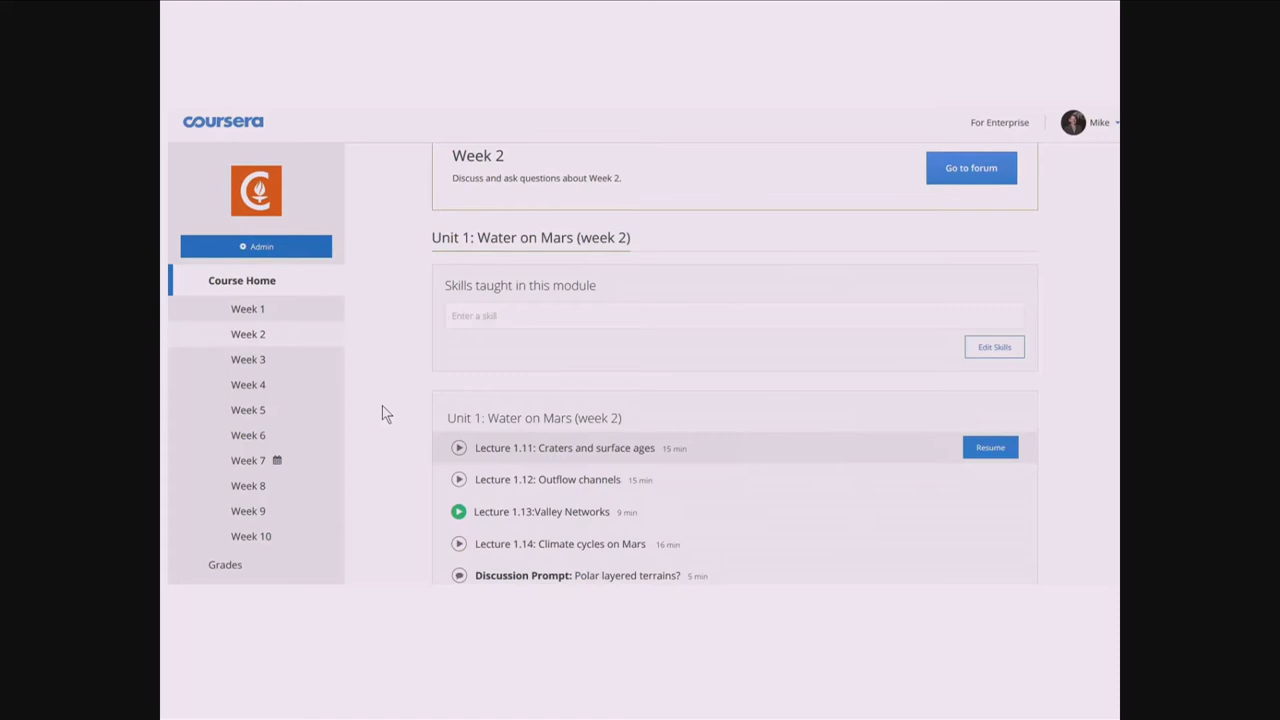 coursera
For Enterprise
Mike
Week 2
Discuss and ask questions about Week 2.
Go to forum
Admin
Course Home
Week 1
Week 2
Week 3
Week 4
Week 5
Week 6
Week 7
Week 8
Week 9
Week 10
Grades
Unit 1: Water on Mars (week 2)
Skills taught in this module
Enter a skill
Edit Skills
Unit 1: Water on Mars (week 2)
Lecture 1.11: Craters and surface ages 15 min
Resume
Lecture 1.12: Outflow channels 15 min
Lecture 1.13:Valley Networks 9 min
Lecture 1.14: Climate cycles on Mars 16 min
Discussion Prompt: Polar layered terrains? 5 min